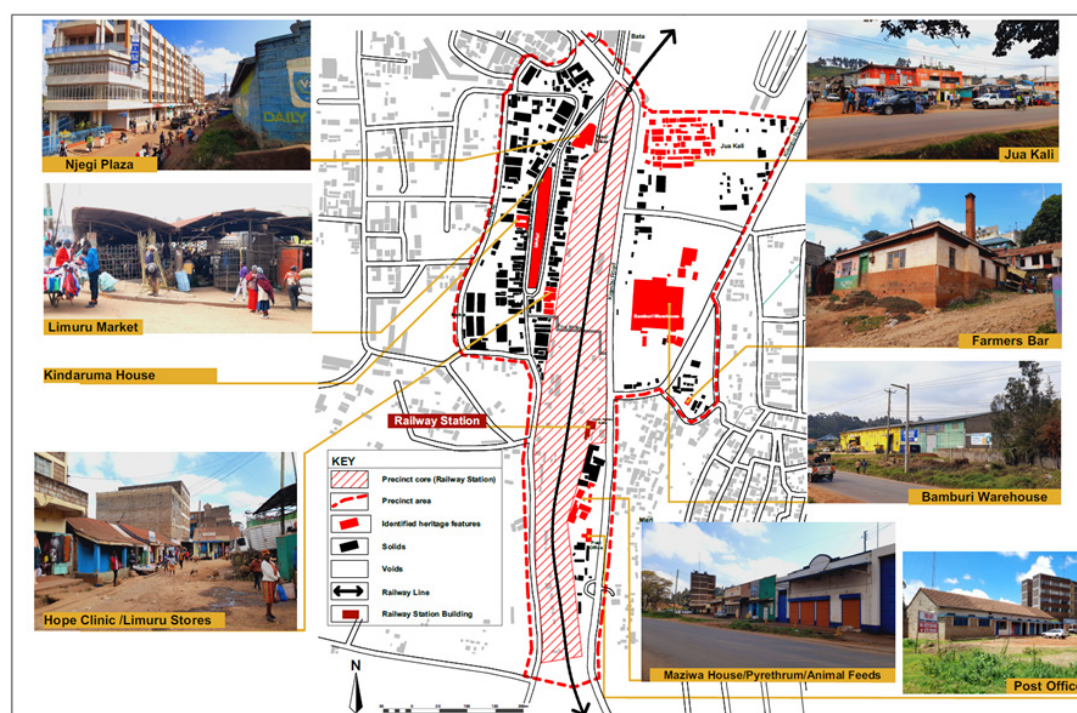 Bata
DAILY
Njegi Plaza
Jua Kali
Jua Kali
Limuru Market
Farmers Bar
Bamburi Warehouse
Kindaruma House
Railway Station
Bamburi Warehouse
KEY
Precinct core (Railway Station)
Precinct area
Identified heritage features
Solids
Voids
Railway Line
Railway Station Building
Hope Clinic /Limuru Stores
Maziwa House/Pyrethrum/Animal Feeds
Post Office
N